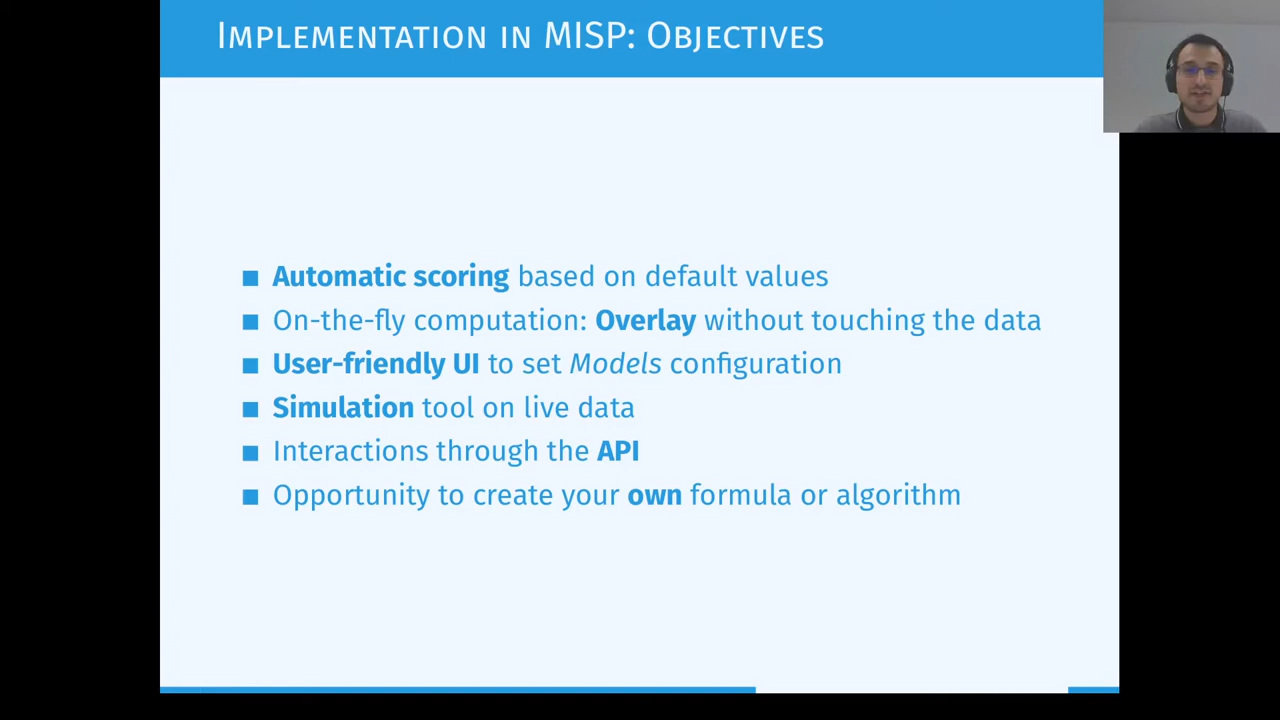 Implementation in MISP: Objectives
Automatic scoring based on default values
On-the-fly computation: Overlay without touching the data
User-friendly UI to set Models configuration
Simulation tool on live data
Interactions through the API
Opportunity to create your own formula or algorithm